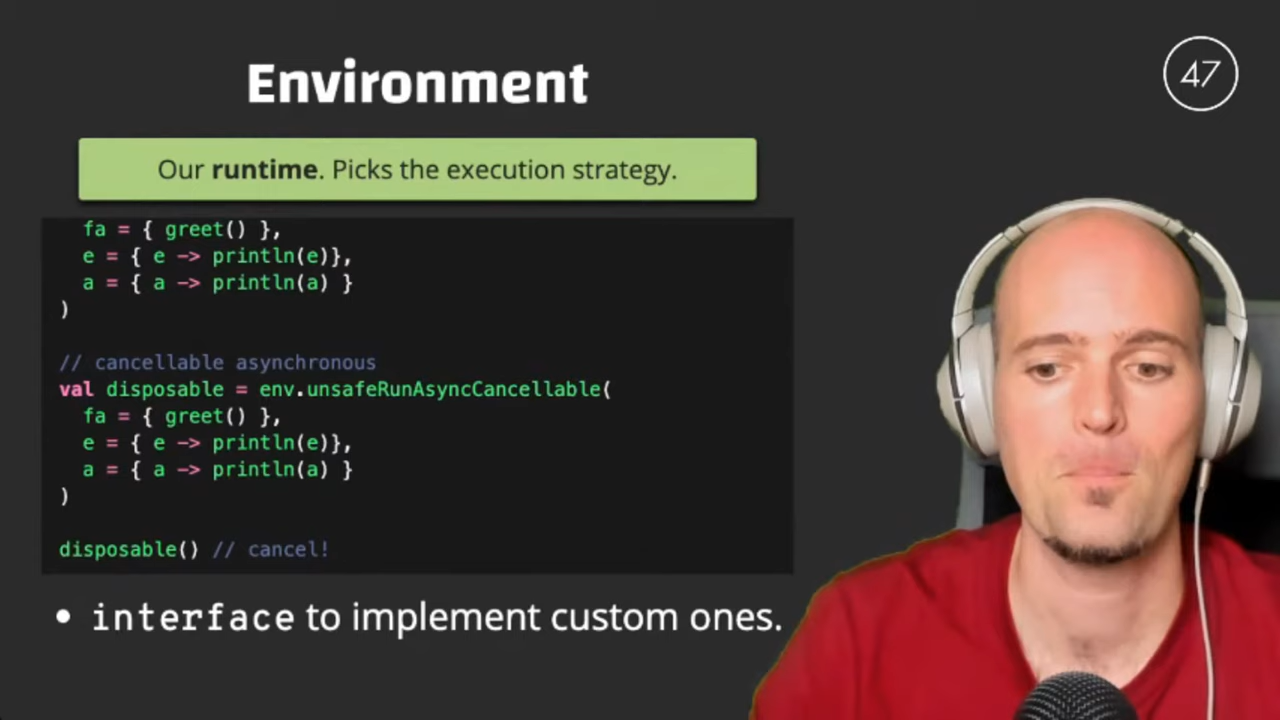 Environment
47
Our runtime. Picks the execution strategy.
fa = { greet() },
e = { e -> println(e)},
a = { a -> println(a) }
)
// cancellable asynchronous
val disposable = env.unsafeRunAsyncCancellable(
fa = { greet() },
e = { e -> println(e)},
a = { a -> println(a) }
)
disposable() // cancel!
• interface to implement custom ones.